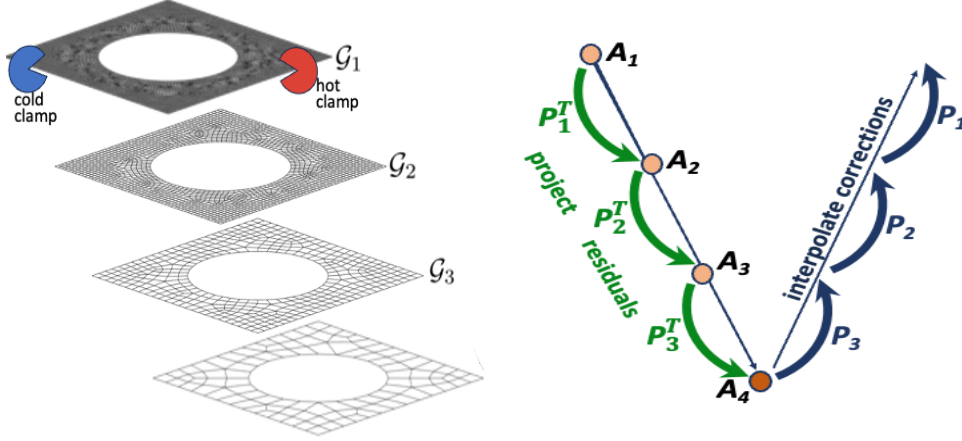 G₁
cold
clamp
hot
clamp
G₂
G₃
A₁
P₁ᵀ
A₂
project
P₂ᵀ
residuals
A₃
P₃ᵀ
A₄
interpolate corrections
P₁
P₂
P₃